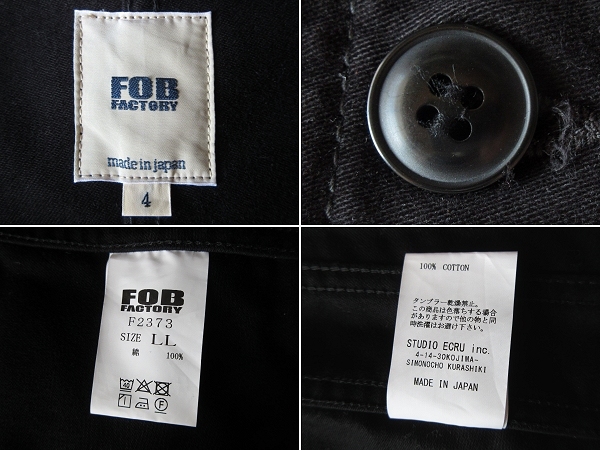 FOB
FACTORY
made in japan
4
FOB
FACTORY
F2373
SIZE LL
綿 100%
100% COTTON
タンブラー乾燥禁止。
この商品は色落ちする場合
がありますので他の物と同
時洗濯はお避け下さい。
STUDIO ECRU inc.
4-14-30KOJIMA-
SIMONOCHO KURASHIKI
MADE IN JAPAN